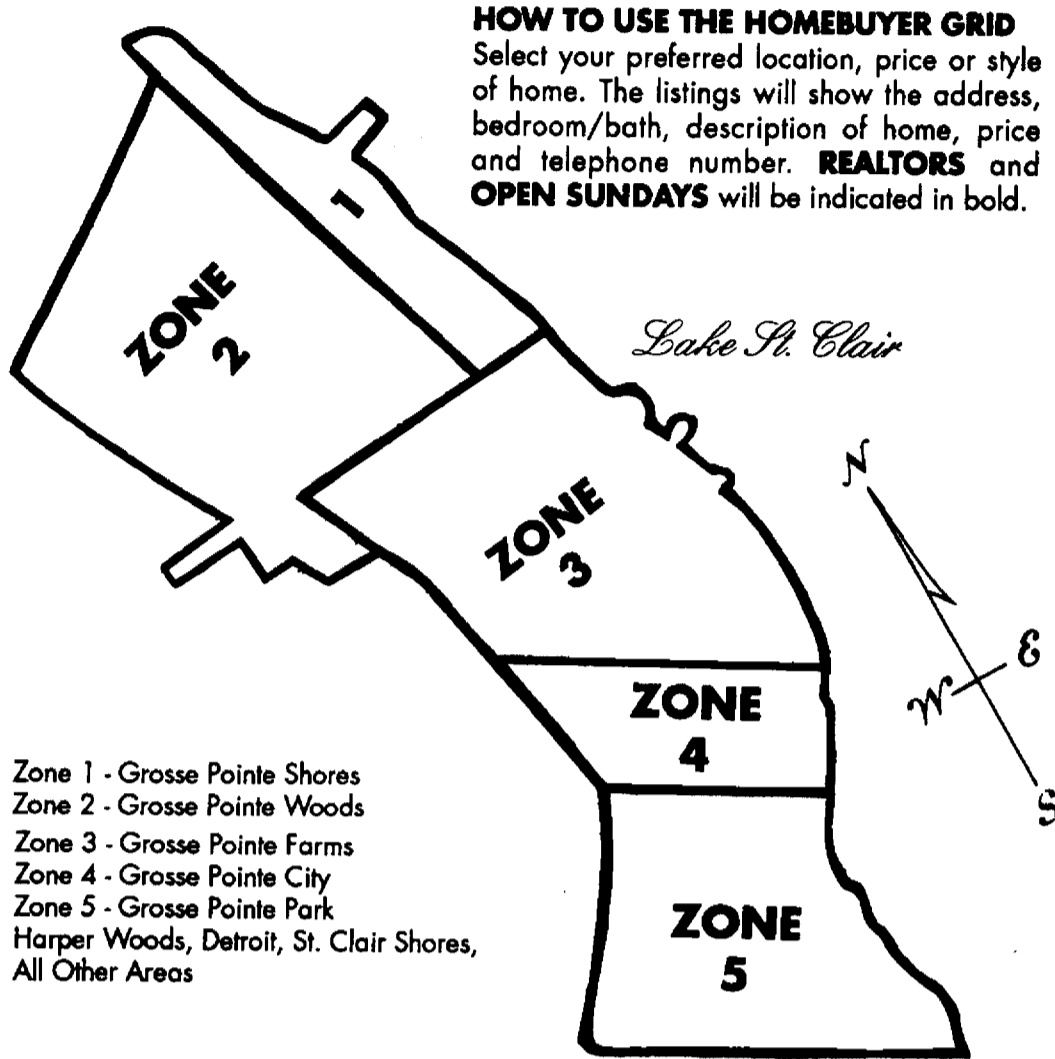 HOW TO USE THE HOMEBUYER GRID
Select your preferred location, price or style
of home. The listings will show the address,
bedroom/bath, description of home, price
and telephone number. REALTORS and
OPEN SUNDAYS will be indicated in bold.
1
ZONE
2
Lake St. Clair
ZONE
3
N
E
W
S
ZONE
4
Zone 1 - Grosse Pointe Shores
Zone 2 - Grosse Pointe Woods
Zone 3 - Grosse Pointe Farms
Zone 4 - Grosse Pointe City
Zone 5 - Grosse Pointe Park
Harper Woods, Detroit, St. Clair Shores,
All Other Areas
ZONE
5